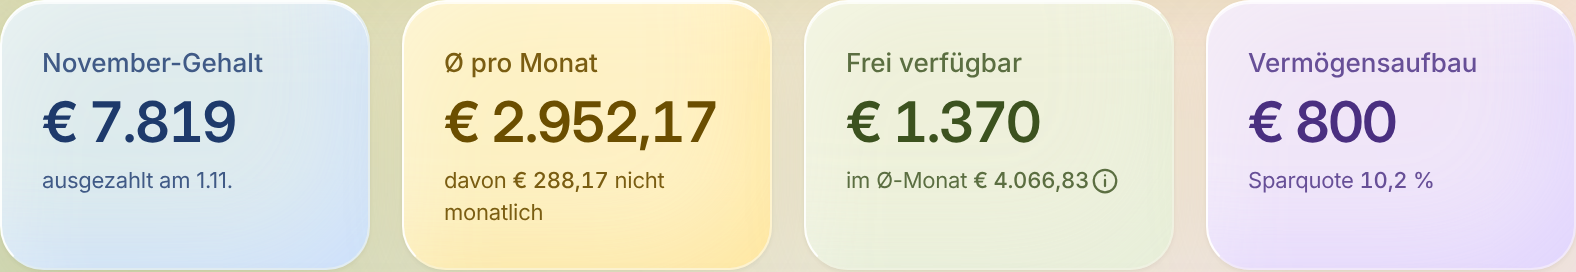 November-Gehalt
€ 7.819
ausgezahlt am 1.11.
Ø pro Monat
€ 2.952,17
davon € 288,17 nicht
monatlich
Frei verfügbar
€ 1.370
im Ø-Monat € 4.066,83
Vermögensaufbau
€ 800
Sparquote 10,2 %